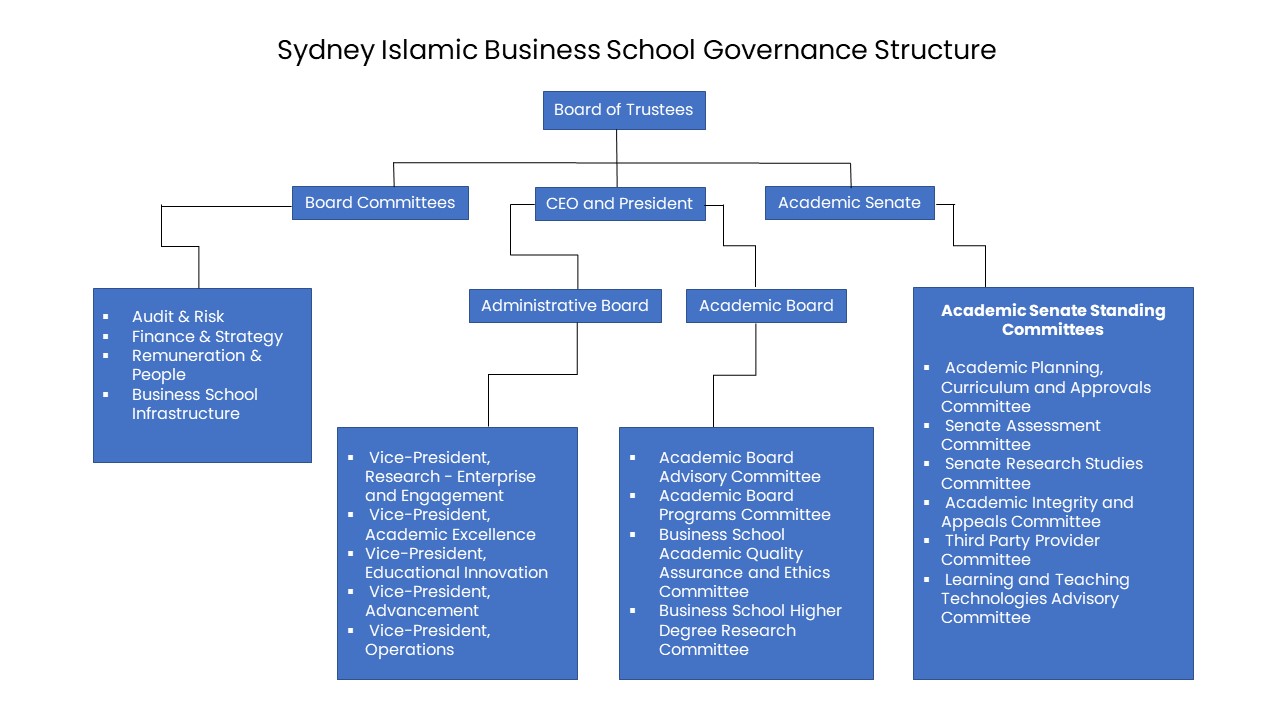 Sydney Islamic Business School Governance Structure
Board of Trustees
Board Committees
CEO and President
Academic Senate
▪ Audit & Risk
▪ Finance & Strategy
▪ Remuneration &
People
▪ Business School
Infrastructure
Administrative Board
Academic Board
▪ Vice-President,
Research - Enterprise
and Engagement
▪ Vice-President,
Academic Excellence
▪ Vice-President,
Educational Innovation
▪ Vice-President,
Advancement
▪ Vice-President,
Operations
▪ Academic Board
Advisory Committee
▪ Academic Board
Programs Committee
▪ Business School
Academic Quality
Assurance and Ethics
Committee
▪ Business School Higher
Degree Research
Committee
Academic Senate Standing
Committees
▪ Academic Planning,
Curriculum and Approvals
Committee
▪ Senate Assessment
Committee
▪ Senate Research Studies
Committee
▪ Academic Integrity and
Appeals Committee
▪ Third Party Provider
Committee
▪ Learning and Teaching
Technologies Advisory
Committee